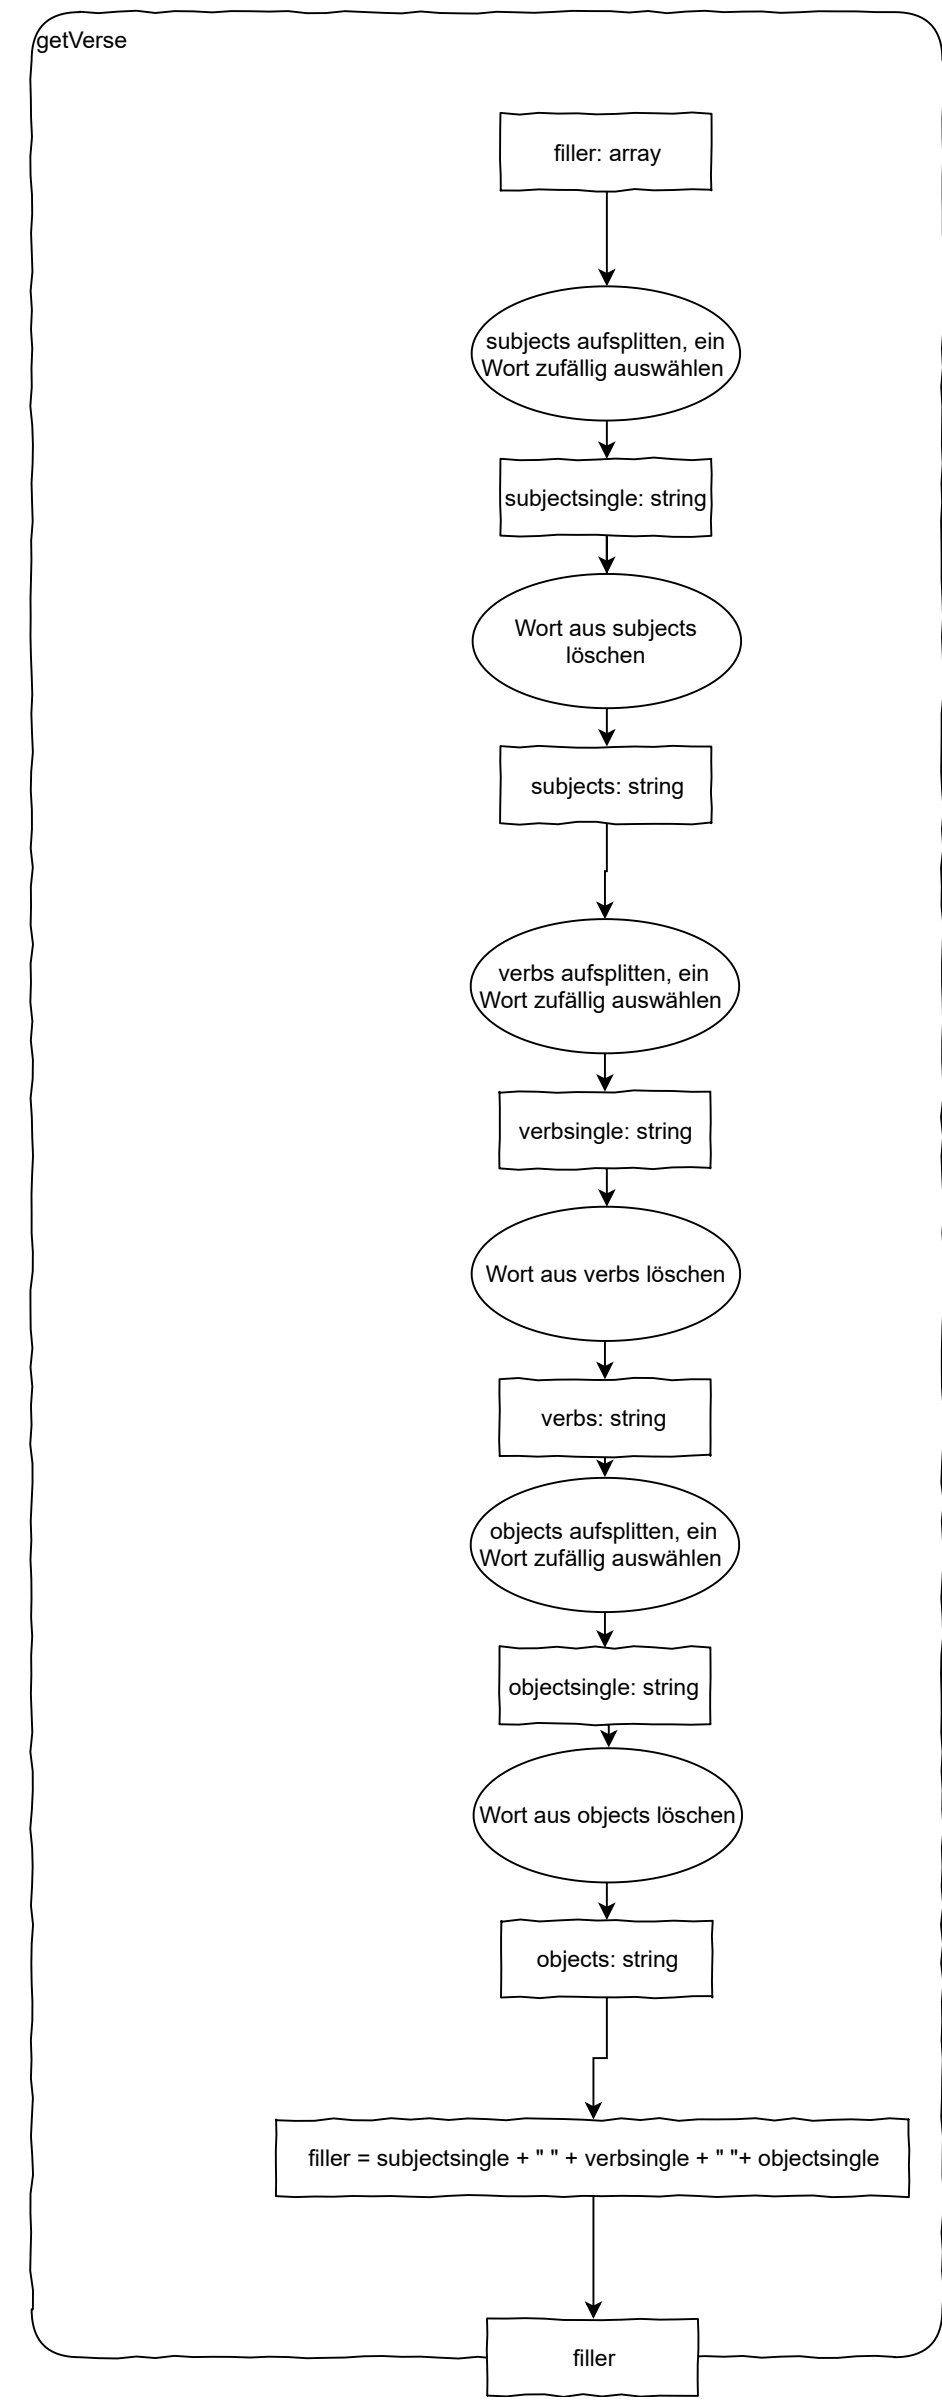 getVerse
filler: array
subjects aufsplitten, ein
Wort zufällig auswählen
subjectsingle: string
Wort aus subjects
löschen
subjects: string
verbs aufsplitten, ein
Wort zufällig auswählen
verbsingle: string
Wort aus verbs löschen
verbs: string
objects aufsplitten, ein
Wort zufällig auswählen
objectsingle: string
Wort aus objects löschen
objects: string
filler = subjectsingle + " " + verbsingle + " "+ objectsingle
filler